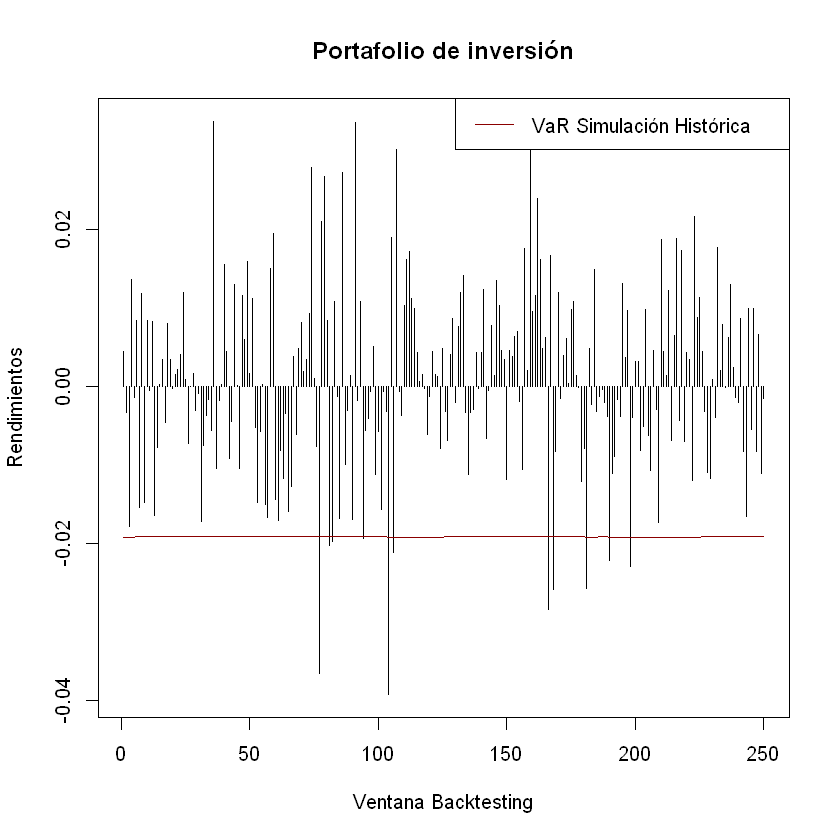 Portafolio de inversión
VaR Simulación Histórica
Rendimientos
0.02
0.00
-0.02
-0.04
0 50 100 150 200 250
Ventana Backtesting